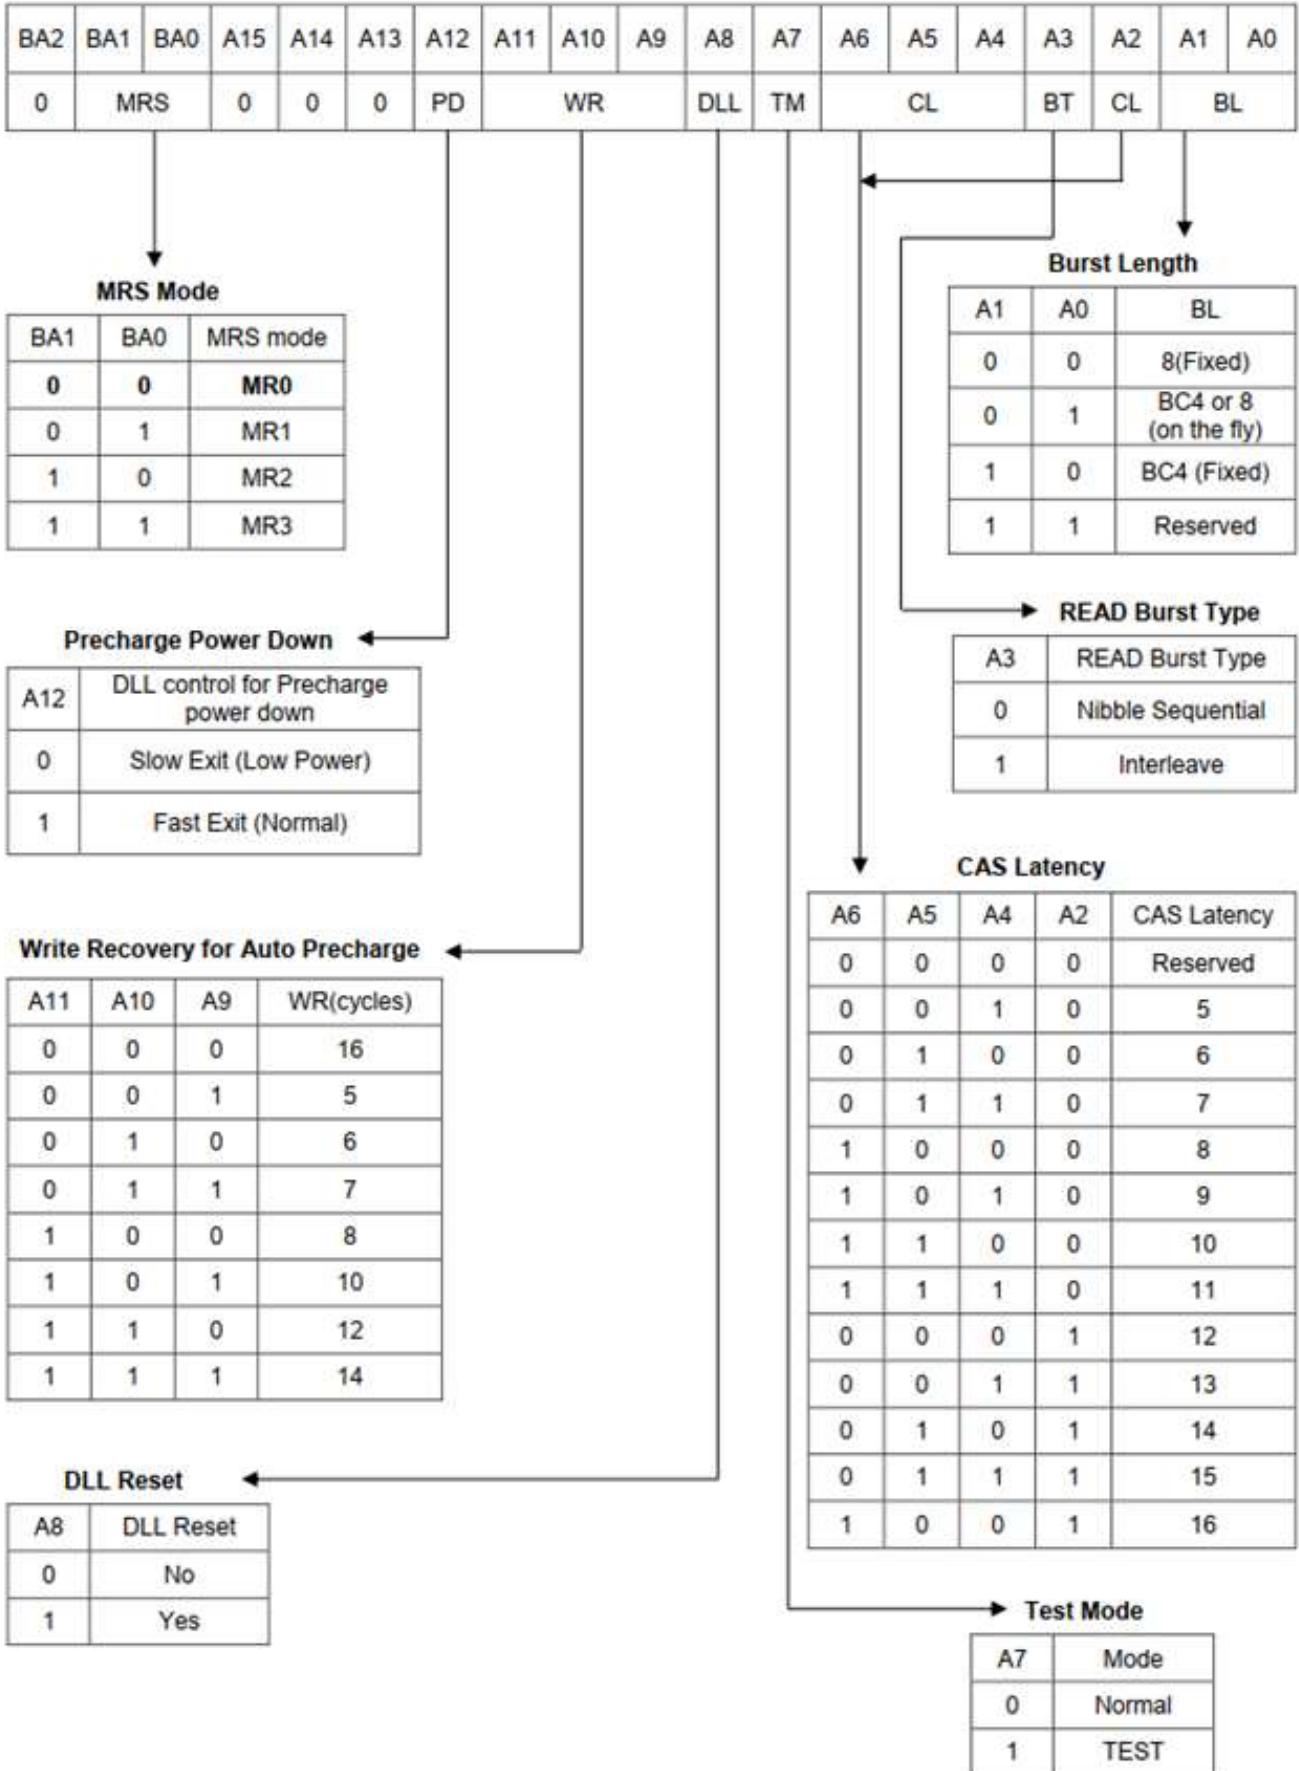 BA2 BA1 BA0 A15 A14 A13 A12 A11 A10 A9 A8 A7 A6 A5 A4 A3 A2 A1 A0
0 MRS 0 0 0 PD WR DLL TM CL BT CL BL
MRS Mode
BA1 BA0 MRS mode
0 0 MR0
0 1 MR1
1 0 MR2
1 1 MR3
Burst Length
A1 A0 BL
0 0 8(Fixed)
0 1 BC4 or 8
(on the fly)
1 0 BC4 (Fixed)
1 1 Reserved
Precharge Power Down
A12 DLL control for Precharge
power down
0 Slow Exit (Low Power)
1 Fast Exit (Normal)
READ Burst Type
A3 READ Burst Type
0 Nibble Sequential
1 Interleave
Write Recovery for Auto Precharge
A11 A10 A9 WR(cycles)
0 0 0 16
0 0 1 5
0 1 0 6
0 1 1 7
1 0 0 8
1 0 1 10
1 1 0 12
1 1 1 14
CAS Latency
A6 A5 A4 A2 CAS Latency
0 0 0 0 Reserved
0 0 1 0 5
0 1 0 0 6
0 1 1 0 7
1 0 0 0 8
1 0 1 0 9
1 1 0 0 10
1 1 1 0 11
0 0 0 1 12
0 0 1 1 13
0 1 0 1 14
0 1 1 1 15
1 0 0 1 16
DLL Reset
A8 DLL Reset
0 No
1 Yes
Test Mode
A7 Mode
0 Normal
1 TEST